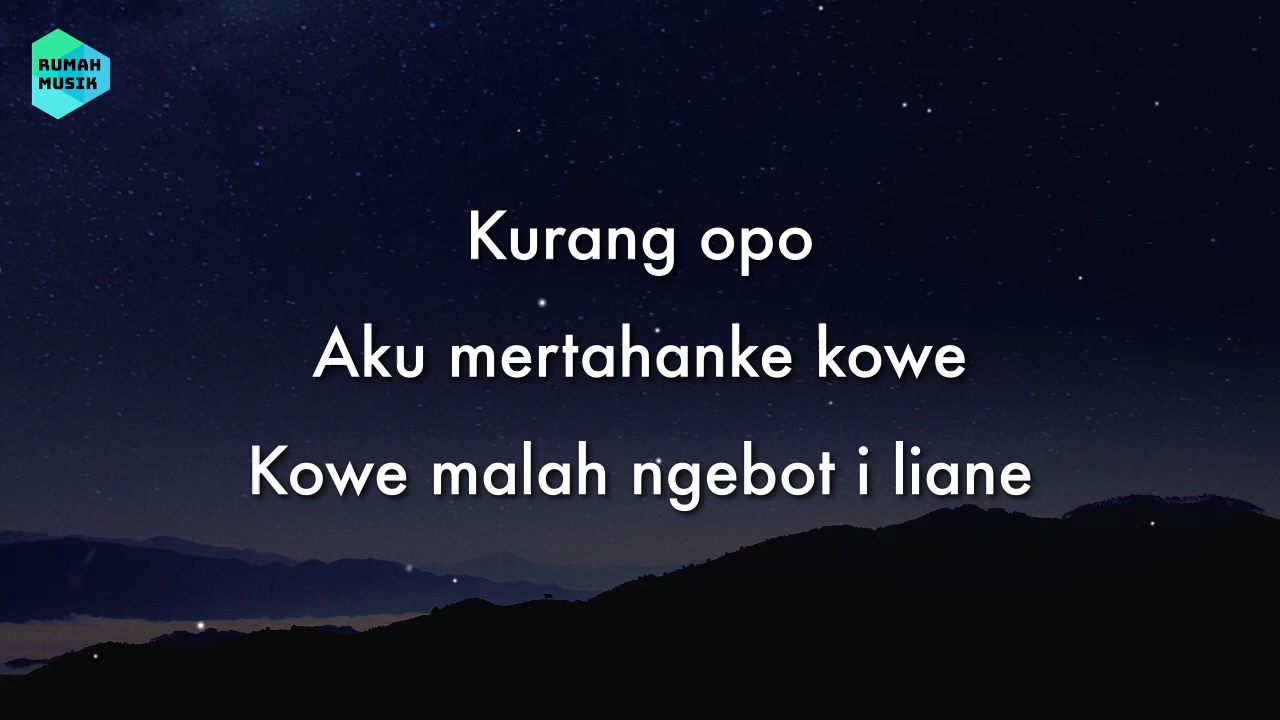 RUMAH
MUSIK
Kurang opo
Aku mertahanke kowe
Kowe malah ngebot i liane